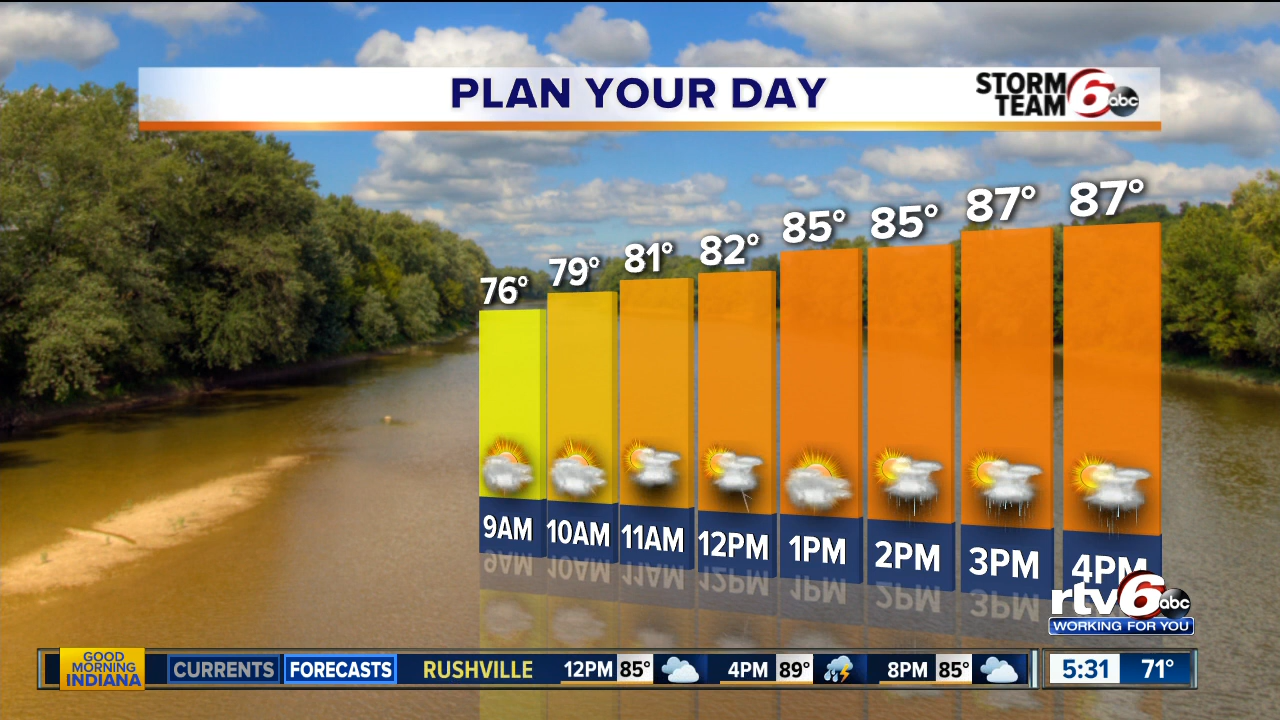 PLAN YOUR DAY
STORM
TEAM 6 abc
76° 79° 81° 82° 85° 85° 87° 87°
9AM 10AM 11AM 12PM 1PM 2PM 3PM 4PM
rtv6 abc
WORKING FOR YOU
GOOD
MORNING
INDIANA
CURRENTS FORECASTS RUSHVILLE 12PM 85° 4PM 89° 8PM 85° 5:31 71°